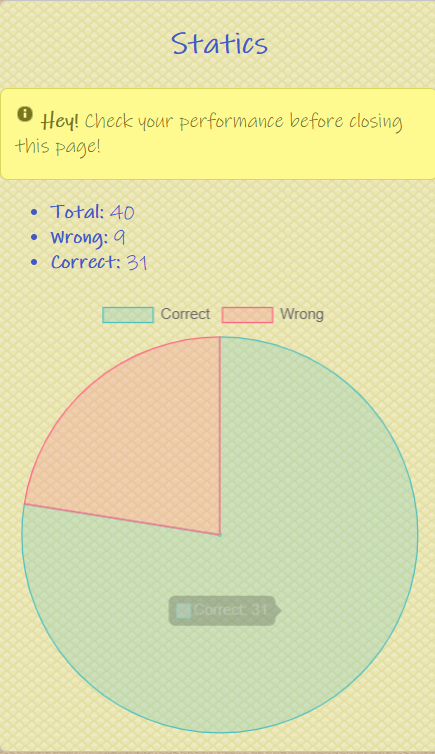 Statics
Hey! Check your performance before closing
this page!
Total: 40
Wrong: 9
Correct: 31
Correct Wrong
Correct: 31